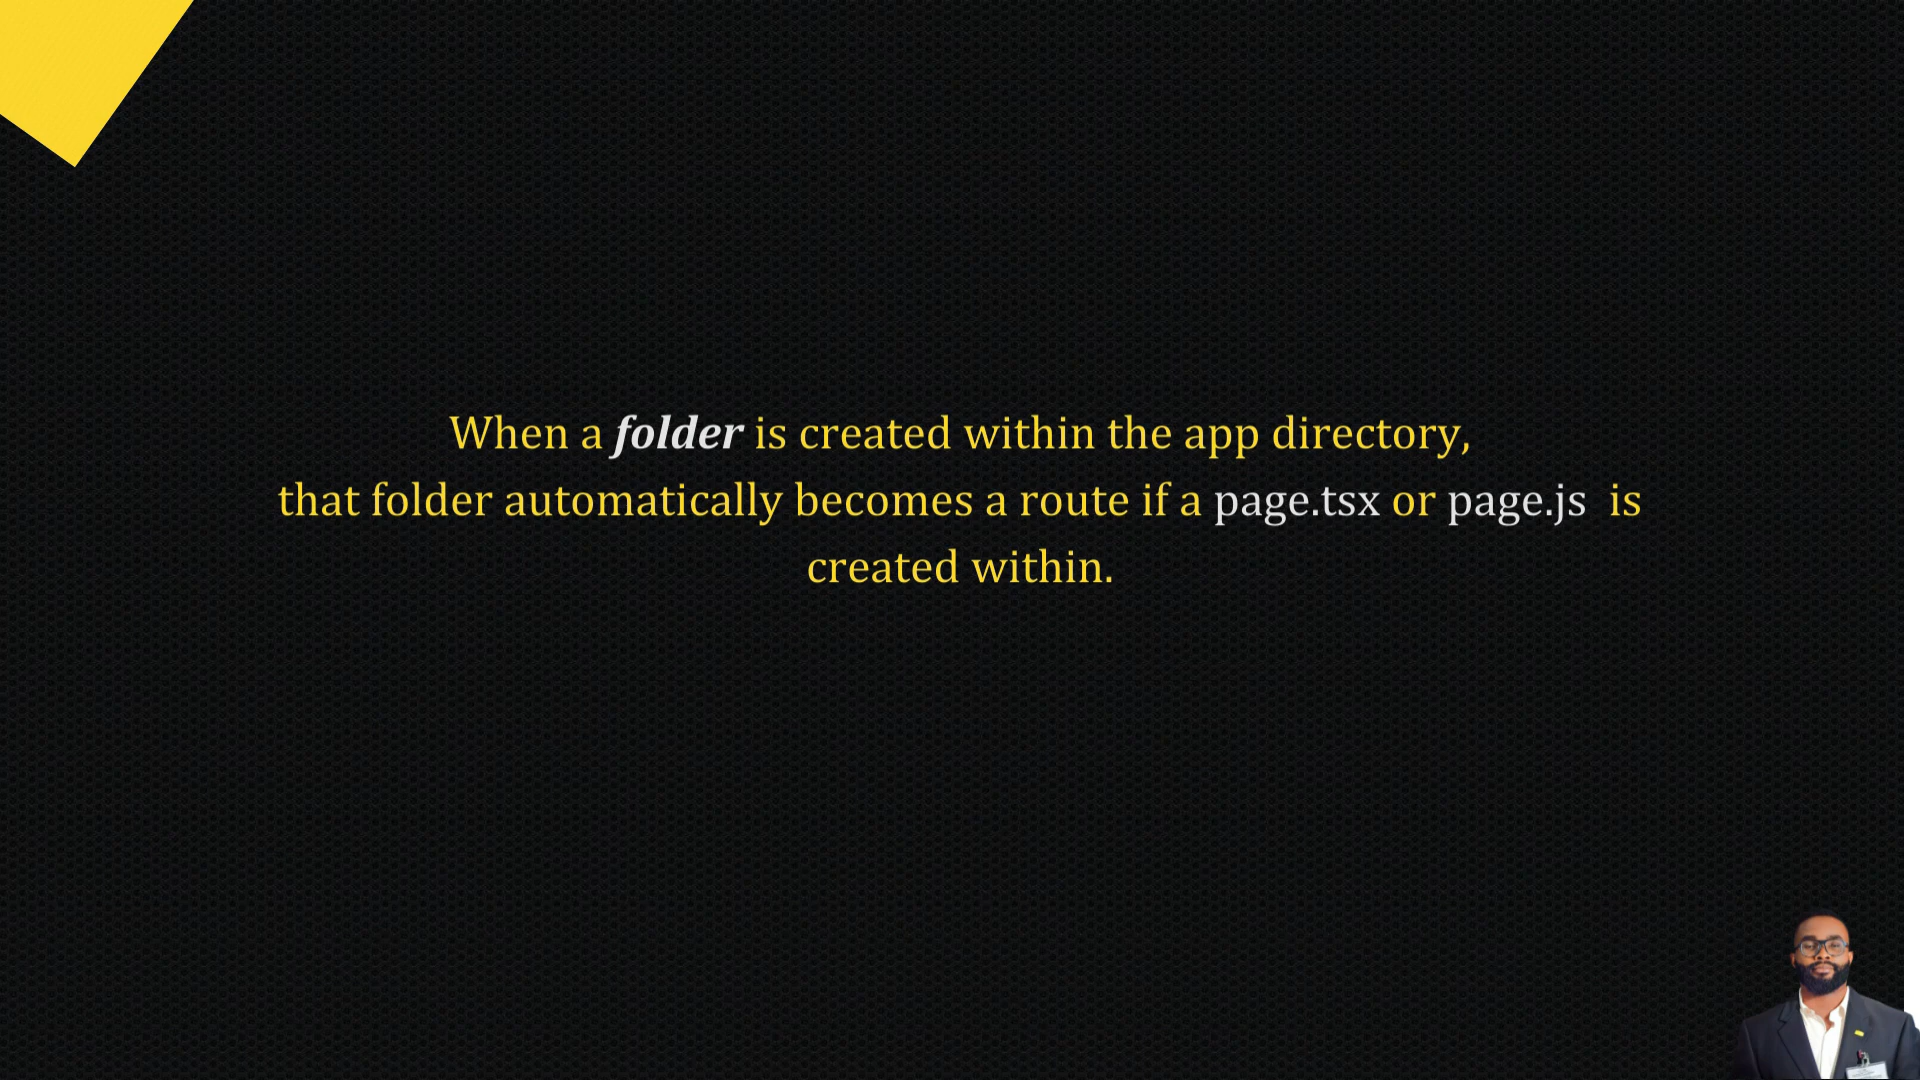 When a folder is created within the app directory,
that folder automatically becomes a route if a page.tsx or page.js  is
created within.